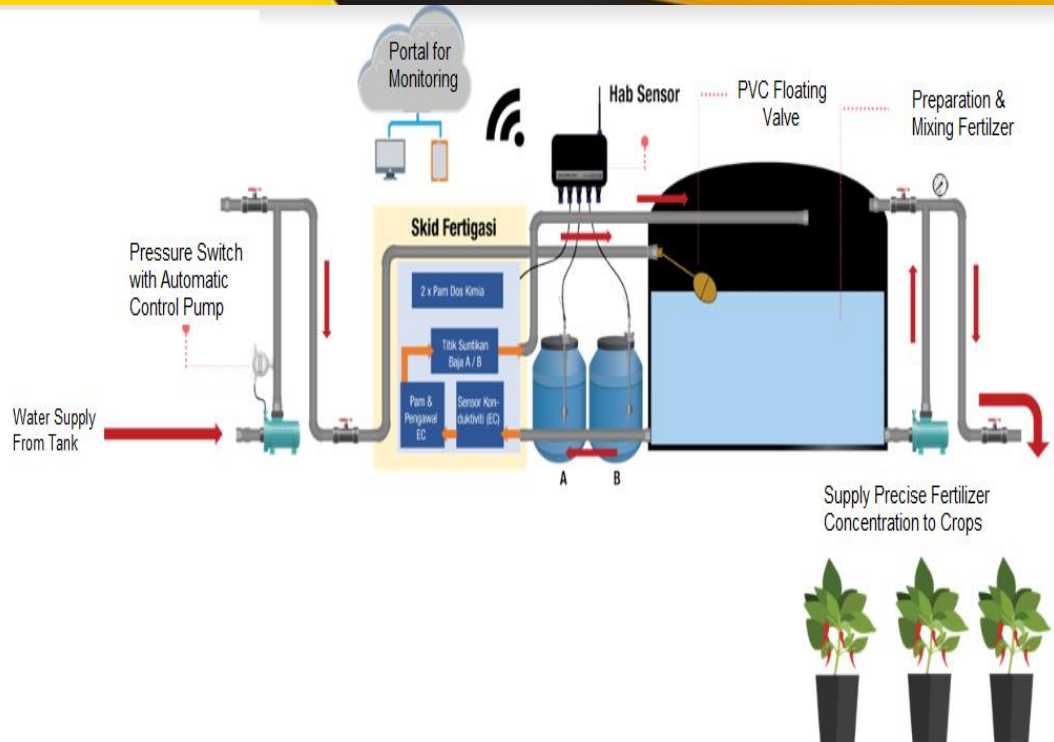 Portal for
Monitoring
Hab Sensor
PVC Floating
Valve
Preparation &
Mixing Fertilzer
Skid Fertigasi
Pressure Switch
with Automatic
Control Pump
2 x Pam Dos Kimia
Titik Suntikan
Baja A / B
Pam &
Pengawal
EC
Sensor Kon-
duktiviti (EC)
Water Supply
From Tank
A
B
Supply Precise Fertilizer
Concentration to Crops